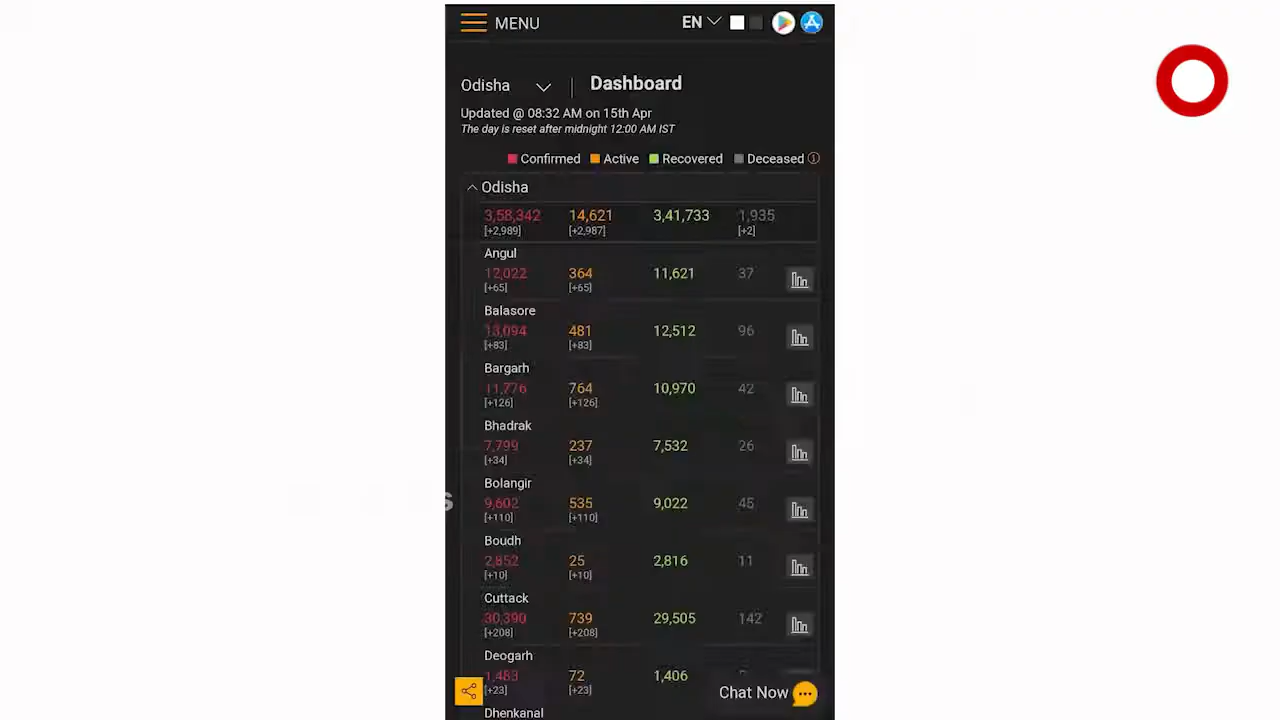 MENU EN
Odisha Dashboard
Updated @ 08:32 AM on 15th Apr
The day is reset after midnight 12:00 AM IST
Confirmed Active Recovered Deceased
Odisha
3,58,342 14,621 3,41,733 1,935
[+2,989] [+2,987] [+2]
Angul
12,022 364 11,621 37
[+65] [+65]
Balasore
13,094 481 12,512 96
[+83] [+83]
Bargarh
11,776 764 10,970 42
[+126] [+126]
Bhadrak
7,799 237 7,532 26
[+34] [+34]
Bolangir
9,602 535 9,022 45
[+110] [+110]
Boudh
2,852 25 2,816 11
[+10] [+10]
Cuttack
30,390 739 29,505 142
[+208] [+208]
Deogarh
1,483 72 1,406
[+23] [+23]
Chat Now
Dhenkanal